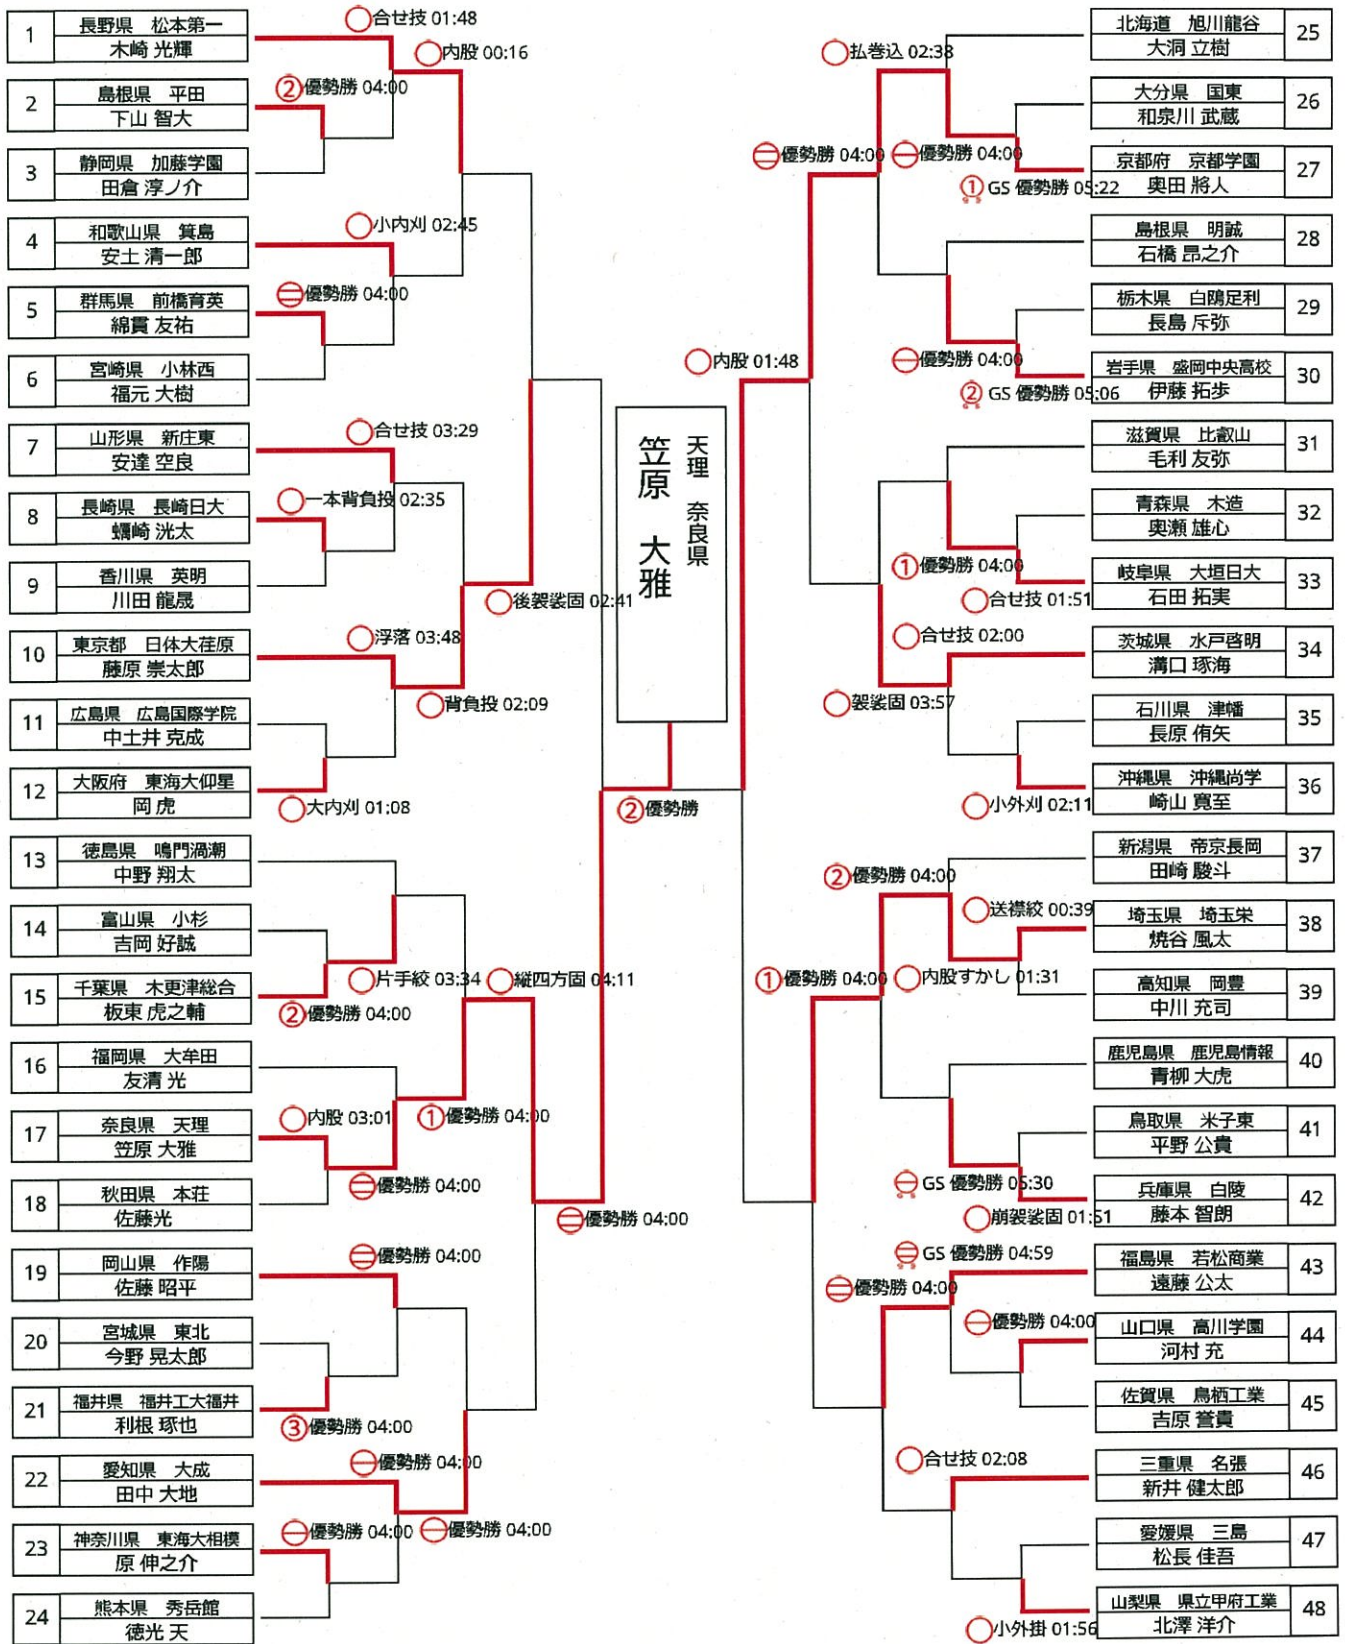 1
長野県　松本第一
木崎 光輝
2
島根県　平田
下山 智大
3
静岡県　加藤学園
田倉 淳ノ介
4
和歌山県　箕島
安土 清一郎
5
群馬県　前橋育英
綿貫 友祐
6
宮崎県　小林西
福元 大樹
7
山形県　新庄東
安達 空良
8
長崎県　長崎日大
蠣崎 洸太
9
香川県　英明
川田 龍晟
10
東京都　日体大荏原
藤原 崇太郎
11
広島県　広島国際学院
中土井 克成
12
大阪府　東海大仰星
岡 虎
13
徳島県　鳴門渦潮
中野 翔太
14
富山県　小杉
吉岡 好誠
15
千葉県　木更津総合
板東 虎之輔
16
福岡県　大牟田
友清 光
17
奈良県　天理
笠原 大雅
18
秋田県　本荘
佐藤光
19
岡山県　作陽
佐藤 昭平
20
宮城県　東北
今野 晃太郎
21
福井県　福井工大福井
利根 琢也
22
愛知県　大成
田中 大地
23
神奈川県　東海大相模
原 伸之介
24
熊本県　秀岳館
徳光 天
合せ技 01:48
内股 00:16
② 優勢勝 04:00
小内刈 02:45
優勢勝 04:00
合せ技 03:29
一本背負投 02:35
後袈裟固 02:41
浮落 03:48
背負投 02:09
大内刈 01:08
片手絞 03:34
縦四方固 04:11
② 優勢勝 04:00
内股 03:01
① 優勢勝 04:00
優勢勝 04:00
優勢勝 04:00
優勢勝 04:00
③ 優勢勝 04:00
優勢勝 04:00
優勢勝 04:00
優勢勝 04:00
天理　奈良県
笠原　大雅
② 優勢勝
払巻込 02:38
優勢勝 04:00
優勢勝 04:00
① GS 優勢勝 05:22
内股 01:48
優勢勝 04:00
② GS 優勢勝 05:06
① 優勢勝 04:00
合せ技 01:51
合せ技 02:00
袈裟固 03:57
小外刈 02:11
② 優勢勝 04:00
送襟絞 00:39
① 優勢勝 04:00
内股すかし 01:31
GS 優勢勝 05:30
崩袈裟固 01:51
GS 優勢勝 04:59
優勢勝 04:00
優勢勝 04:00
合せ技 02:08
小外掛 01:56
北海道　旭川龍谷
大洞 立樹
25
大分県　国東
和泉川 武蔵
26
京都府　京都学園
奥田 將人
27
島根県　明誠
石橋 昂之介
28
栃木県　白鴎足利
長島 斥弥
29
岩手県　盛岡中央高校
伊藤 拓歩
30
滋賀県　比叡山
毛利 友弥
31
青森県　木造
奥瀬 雄心
32
岐阜県　大垣日大
石田 拓実
33
茨城県　水戸啓明
溝口 琢海
34
石川県　津幡
長原 侑矢
35
沖縄県　沖縄尚学
崎山 寛至
36
新潟県　帝京長岡
田崎 駿斗
37
埼玉県　埼玉栄
焼谷 風太
38
高知県　岡豊
中川 充司
39
鹿児島県　鹿児島情報
青柳 大虎
40
鳥取県　米子東
平野 公貴
41
兵庫県　白陵
藤本 智朗
42
福島県　若松商業
遠藤 公太
43
山口県　高川学園
河村 充
44
佐賀県　鳥栖工業
吉原 誉貴
45
三重県　名張
新井 健太郎
46
愛媛県　三島
松長 佳吾
47
山梨県　県立甲府工業
北澤 洋介
48